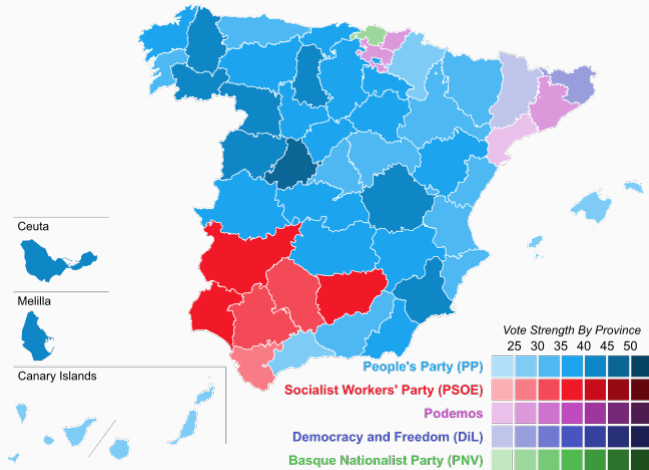 Ceuta
Melilla
Canary Islands
Vote Strength By Province
25 30 35 40 45 50
People's Party (PP)
Socialist Workers' Party (PSOE)
Podemos
Democracy and Freedom (DiL)
Basque Nationalist Party (PNV)